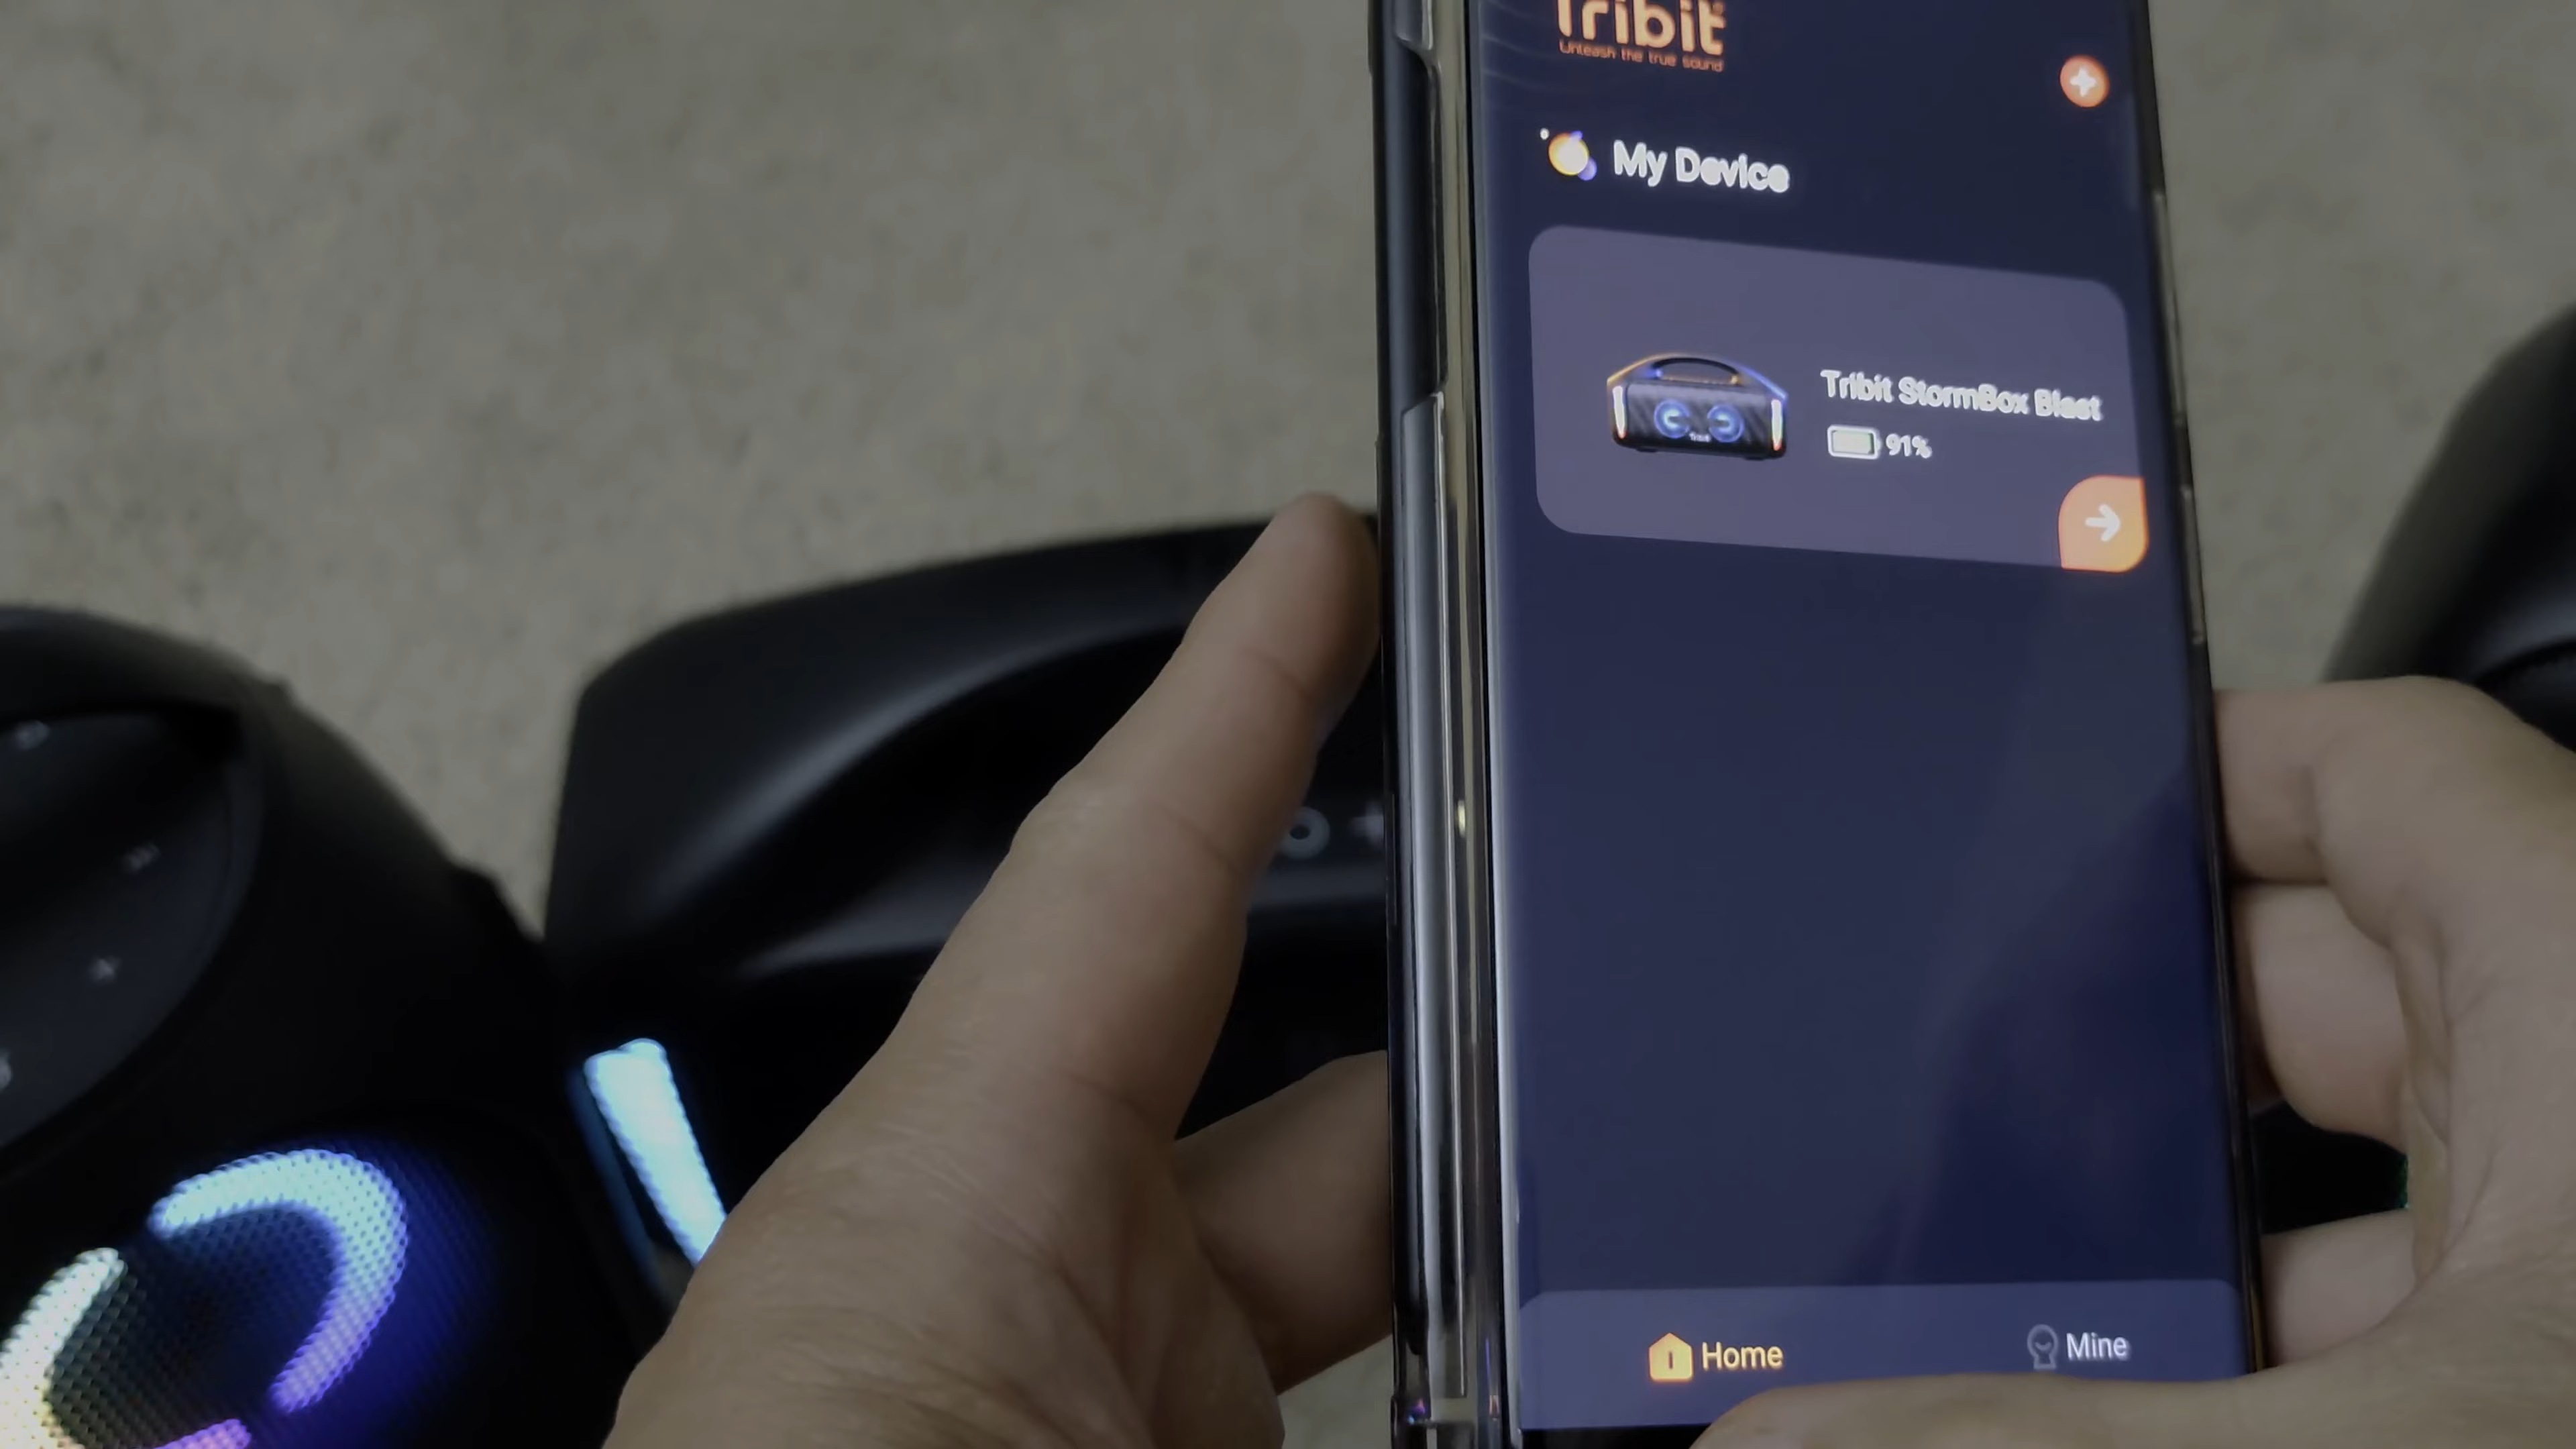 Tribit
Unleash the true sound
My Device
Tribit StormBox Blast
91%
Home
Mine